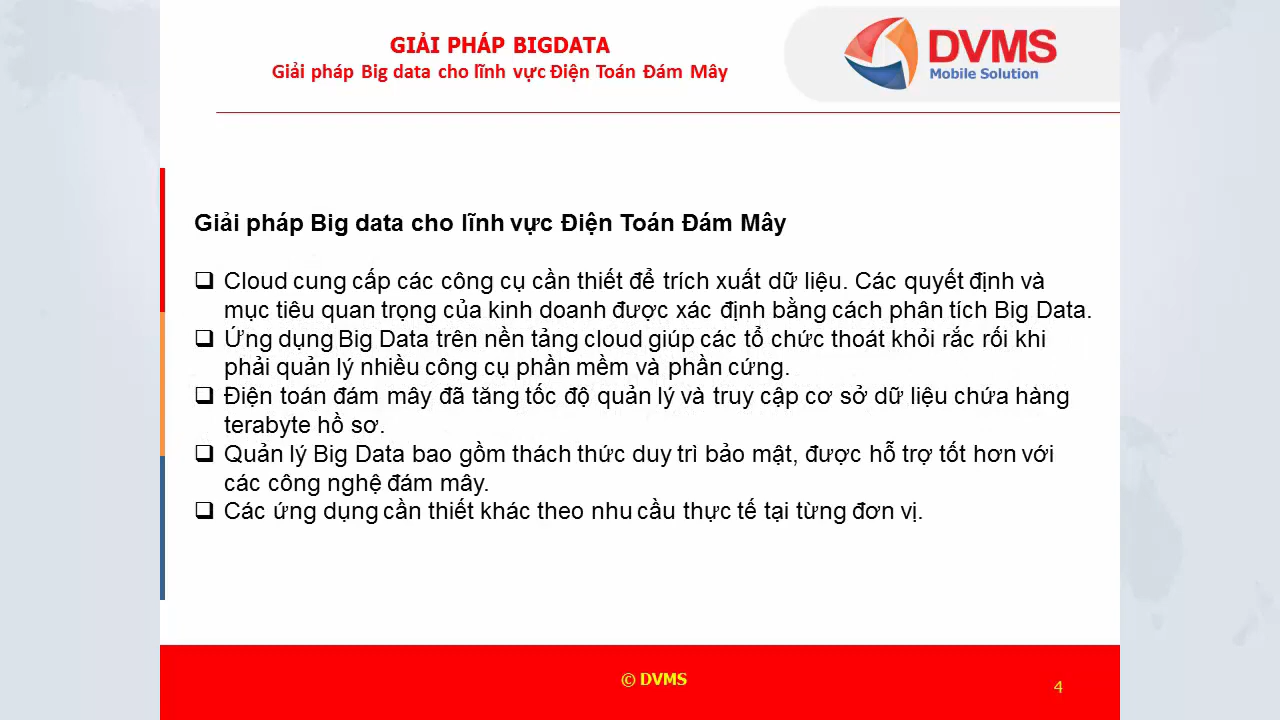 GIẢI PHÁP BIGDATA
Giải pháp Big data cho lĩnh vực Điện Toán Đám Mây
DVMS
Mobile Solution
Giải pháp Big data cho lĩnh vực Điện Toán Đám Mây
❑ Cloud cung cấp các công cụ cần thiết để trích xuất dữ liệu. Các quyết định và
mục tiêu quan trọng của kinh doanh được xác định bằng cách phân tích Big Data.
❑ Ứng dụng Big Data trên nền tảng cloud giúp các tổ chức thoát khỏi rắc rối khi
phải quản lý nhiều công cụ phần mềm và phần cứng.
❑ Điện toán đám mây đã tăng tốc độ quản lý và truy cập cơ sở dữ liệu chứa hàng
terabyte hồ sơ.
❑ Quản lý Big Data bao gồm thách thức duy trì bảo mật, được hỗ trợ tốt hơn với
các công nghệ đám mây.
❑ Các ứng dụng cần thiết khác theo nhu cầu thực tế tại từng đơn vị.
© DVMS
4